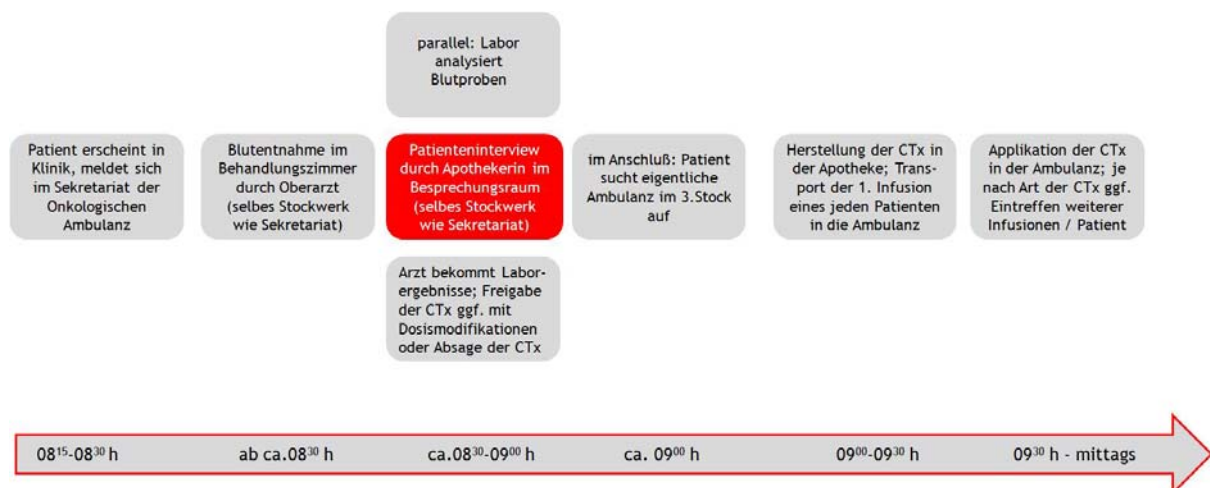 parallel: Labor
analysiert
Blutproben
Patient erscheint in
Klinik, meldet sich
im Sekretariat der
Onkologischen
Ambulanz
Blutentnahme im
Behandlungszimmer
durch Oberarzt
(selbes Stockwerk
wie Sekretariat)
Patienteninterview
durch Apothekerin im
Besprechungsraum
(selbes Stockwerk
wie Sekretariat)
im Anschluß: Patient
sucht eigentliche
Ambulanz im 3.Stock
auf
Herstellung der CTx in
der Apotheke; Trans-
port der 1. Infusion
eines jeden Patienten
in die Ambulanz
Applikation der CTx
in der Ambulanz; je
nach Art der CTx ggf.
Eintreffen weiterer
Infusionen / Patient
Arzt bekommt Labor-
ergebnisse; Freigabe
der CTx ggf. mit
Dosismodifikationen
oder Absage der CTx
08¹⁵-08³⁰ h
ab ca.08³⁰ h
ca.08³⁰-09⁰⁰ h
ca. 09⁰⁰ h
09⁰⁰-09³⁰ h
09³⁰ h - mittags